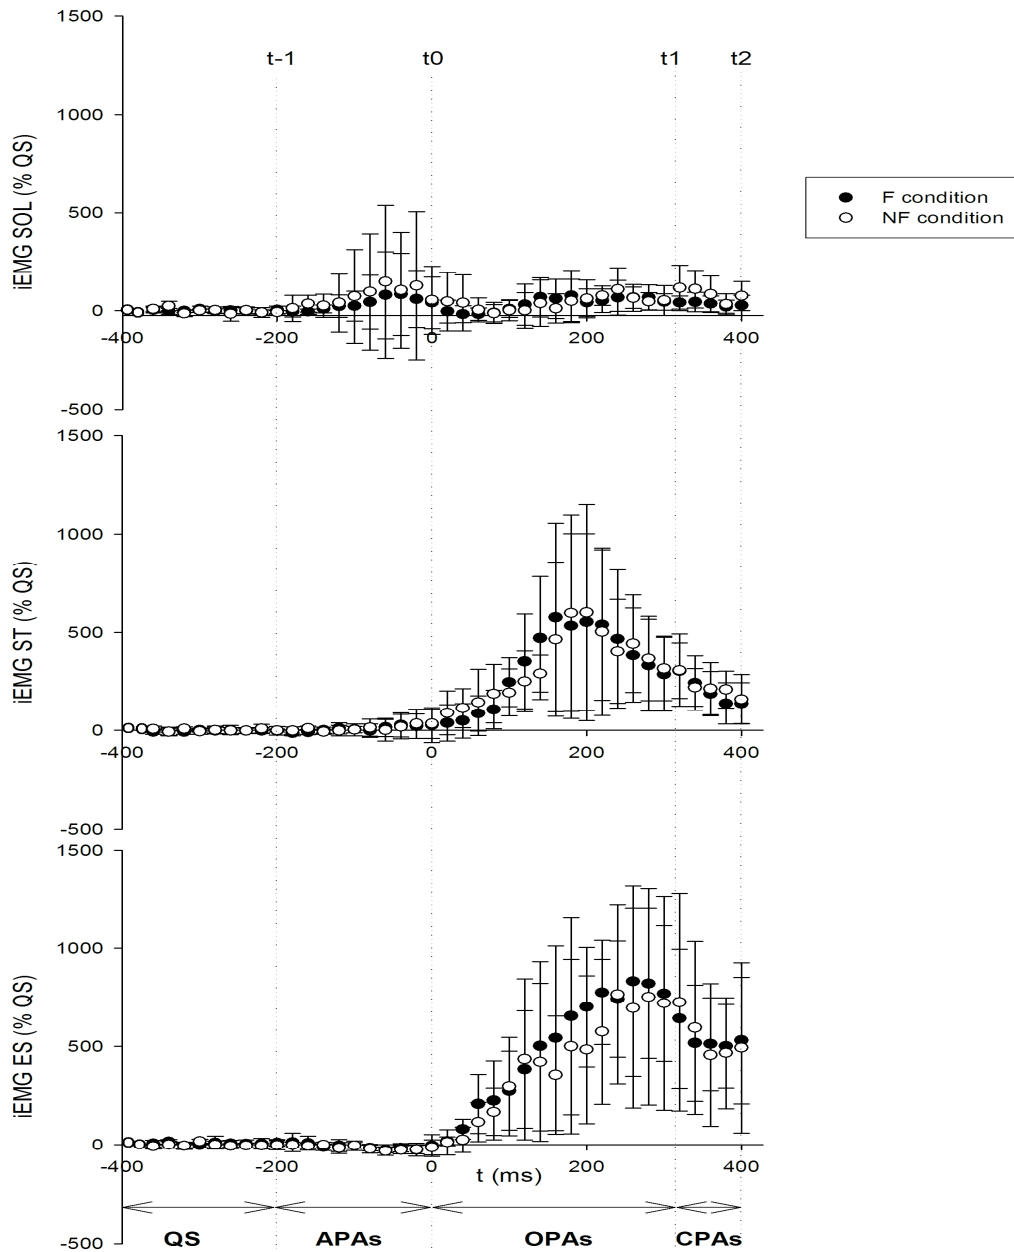 1500
t-1 t0 t1 t2
1000
iEMG SOL (% QS)
F condition
NF condition
500
0
-400 -200 0 200 400
-500
1500
1000
iEMG ST (% QS)
500
0
-400 -200 0 200 400
-500
1500
1000
iEMG ES (% QS)
500
0
-400 -200 0 200 400
t (ms)
QS APAs OPAs CPAs
-500